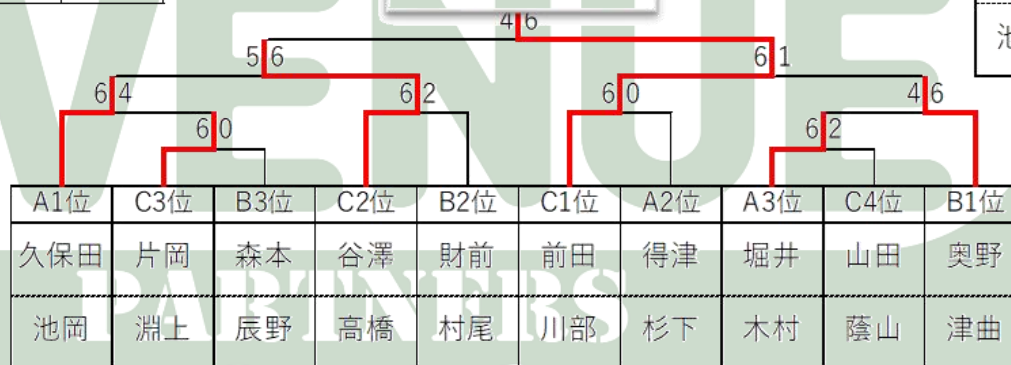 4 6
池
5 6 6 1
6 4 6 2 6 0 4 6
6 0 6 2
A1位 C3位 B3位 C2位 B2位 C1位 A2位 A3位 C4位 B1位
久保田 片岡 森本 谷澤 財前 前田 得津 堀井 山田 奥野
池岡 淵上 辰野 高橋 村尾 川部 杉下 木村 蔭山 津曲
VENUE
PARTNERS